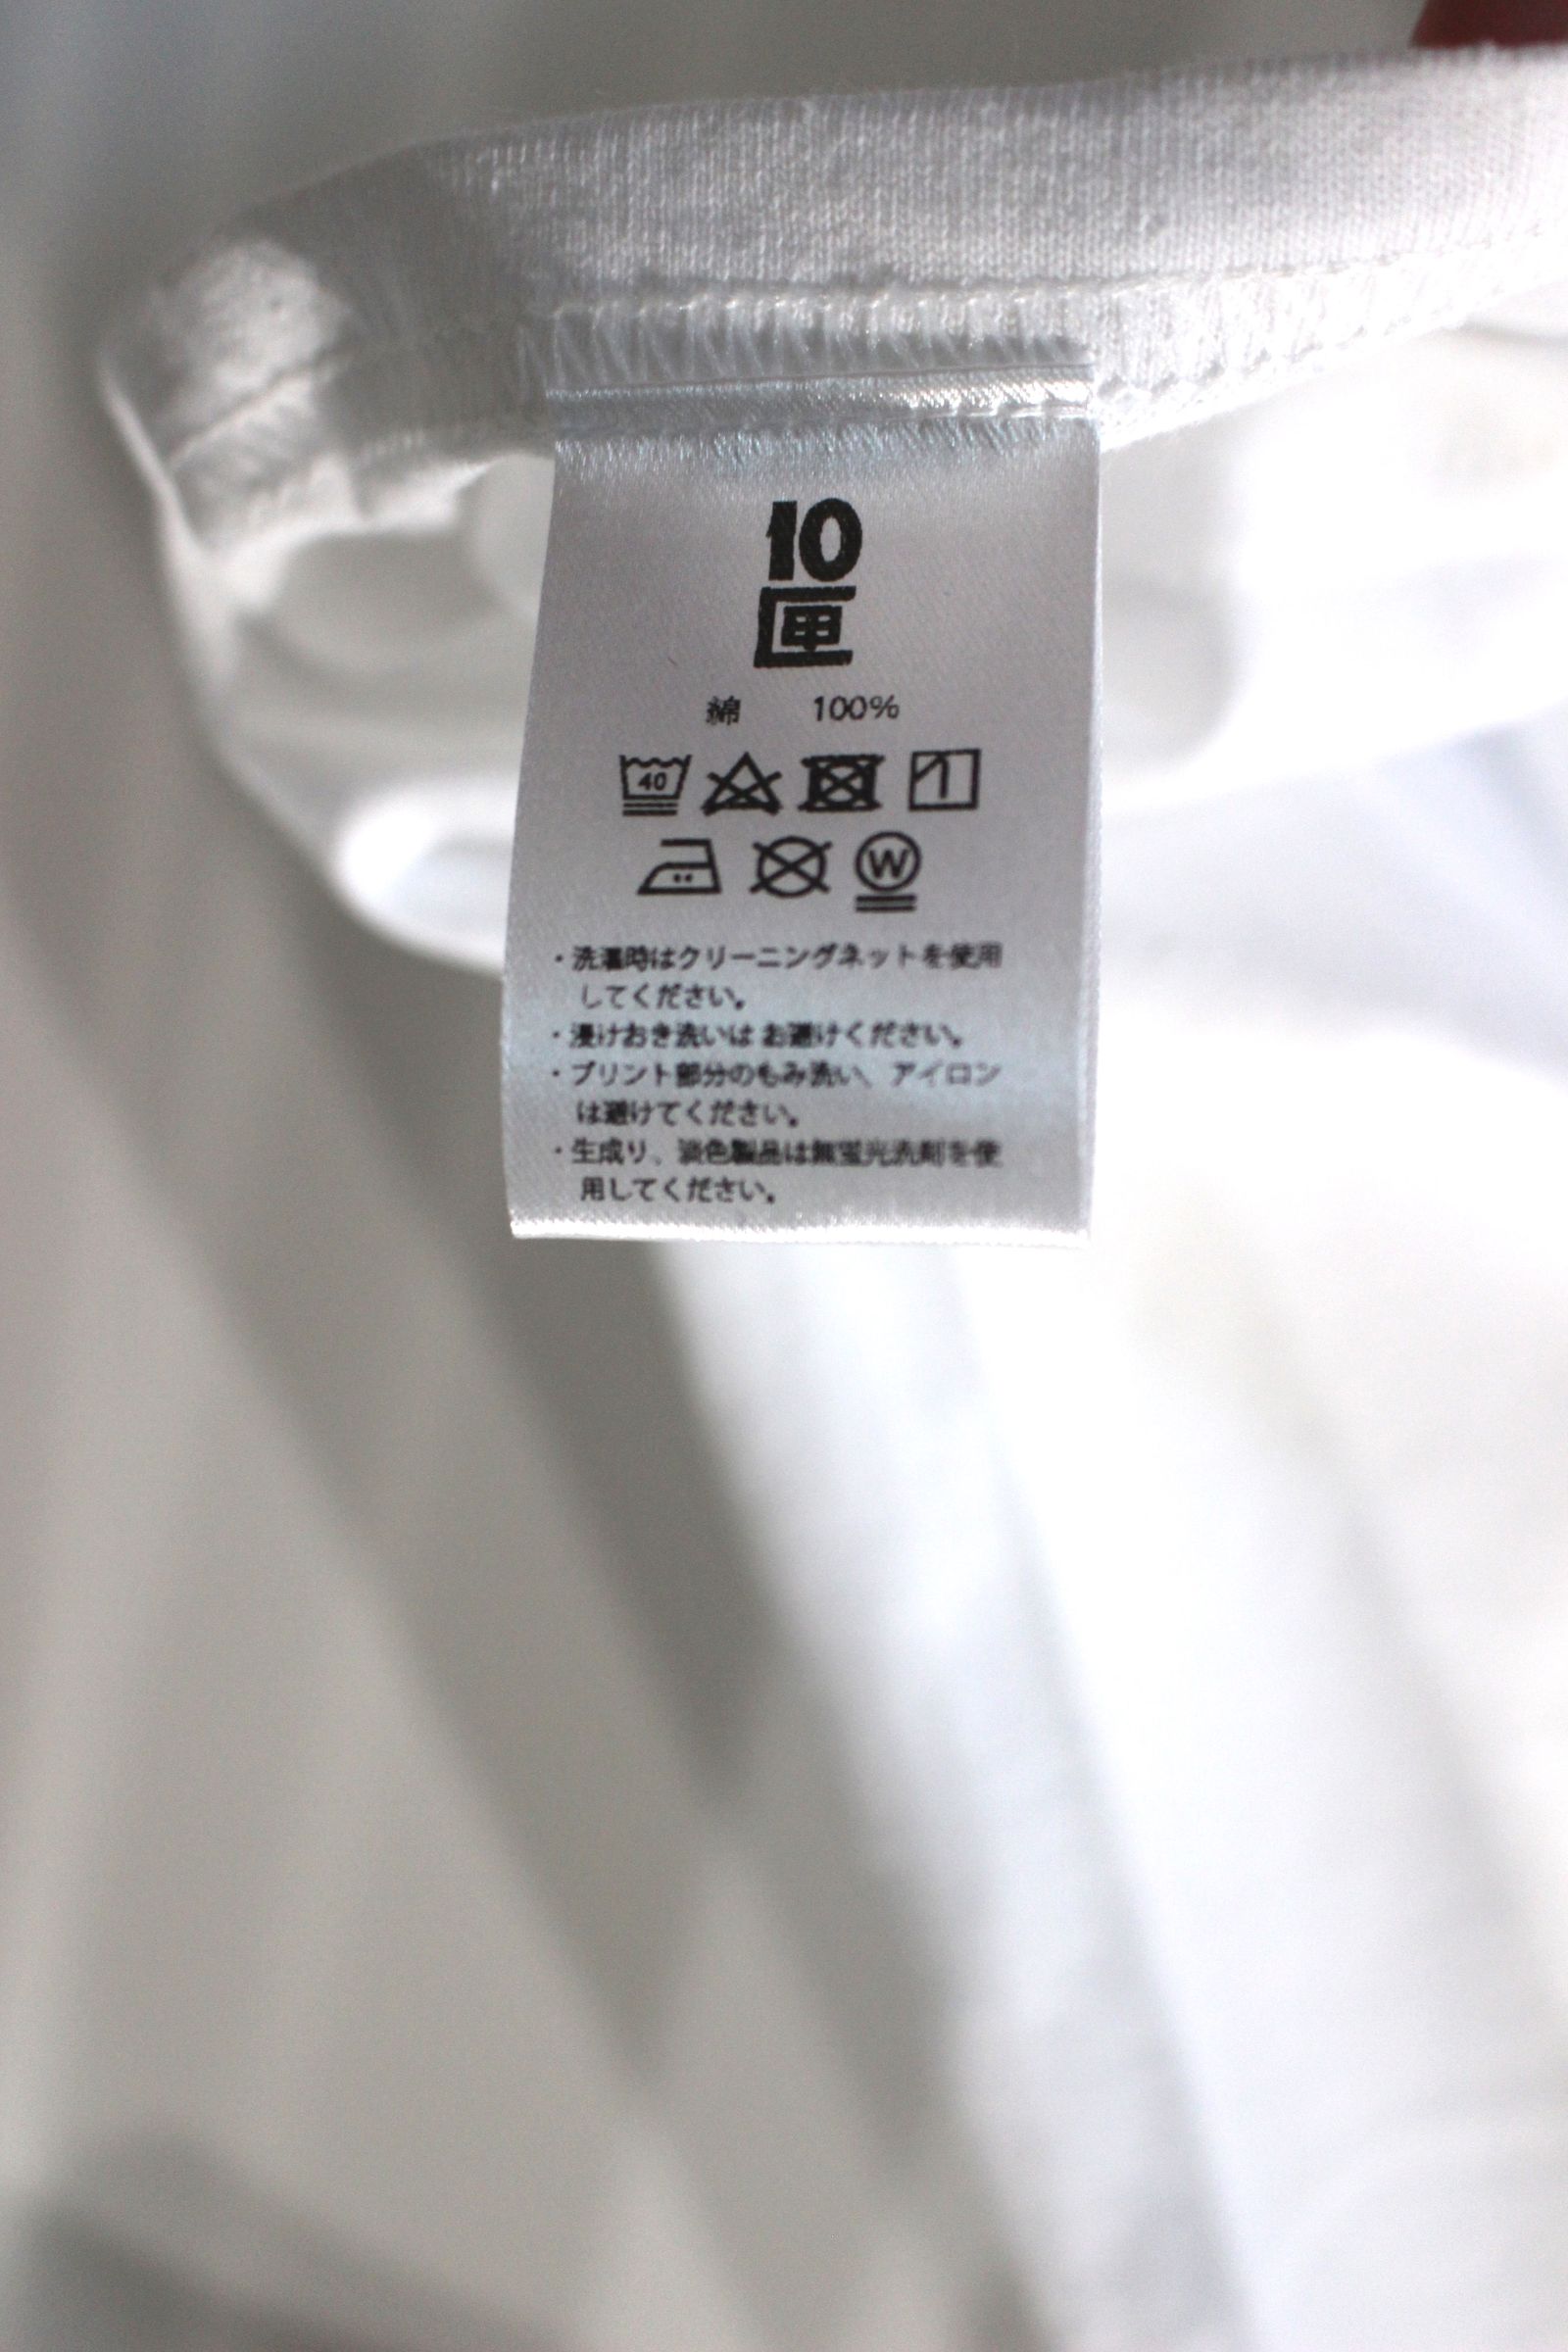 10
匣
綿 100%
40
W
・洗濯時はクリーニングネットを使用
してください。
・浸けおき洗いは お避けください。
・プリント部分のもみ洗い、アイロン
は避けてください。
・生成り、淡色製品は無蛍光洗剤を使
用してください。